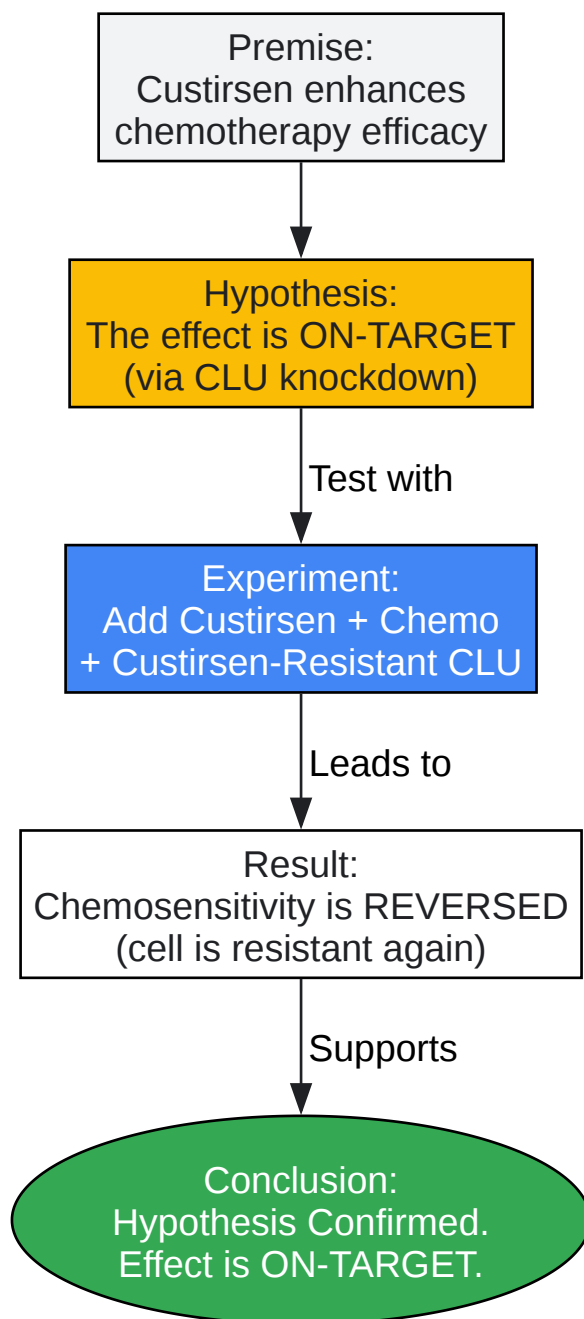 Premise:
Custirsen enhances
chemotherapy efficacy
Hypothesis:
The effect is ON-TARGET
(via CLU knockdown)
Test with
Experiment:
Add Custirsen + Chemo
+ Custirsen-Resistant CLU
Leads to
Result:
Chemosensitivity is REVERSED
(cell is resistant again)
Supports
Conclusion:
Hypothesis Confirmed.
Effect is ON-TARGET.